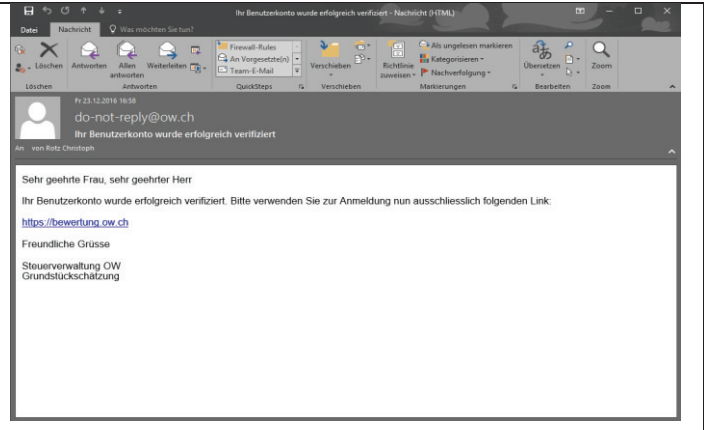 Ihr Benutzerkonto wurde erfolgreich verifiziert - Nachricht (HTML)
Datei Nachricht Was möchten Sie tun?
Löschen
Antworten
Allen antworten
Weiterleiten
Firewall-Rules
An Vorgesetzte(n)
Team-E-Mail
Verschieben
Richtlinie zuweisen
Als ungelesen markieren
Kategorisieren
Nachverfolgung
Übersetzen
Zoom
Löschen Antworten QuickSteps Verschieben Markierungen Bearbeiten Zoom
Fr 23.12.2016 16:58
do-not-reply@ow.ch
Ihr Benutzerkonto wurde erfolgreich verifiziert
An von Rotz Christoph
Sehr geehrte Frau, sehr geehrter Herr
Ihr Benutzerkonto wurde erfolgreich verifiziert. Bitte verwenden Sie zur Anmeldung nun ausschliesslich folgenden Link:
https://bewertung.ow.ch
Freundliche Grüsse
Steuerverwaltung OW
Grundstückschätzung